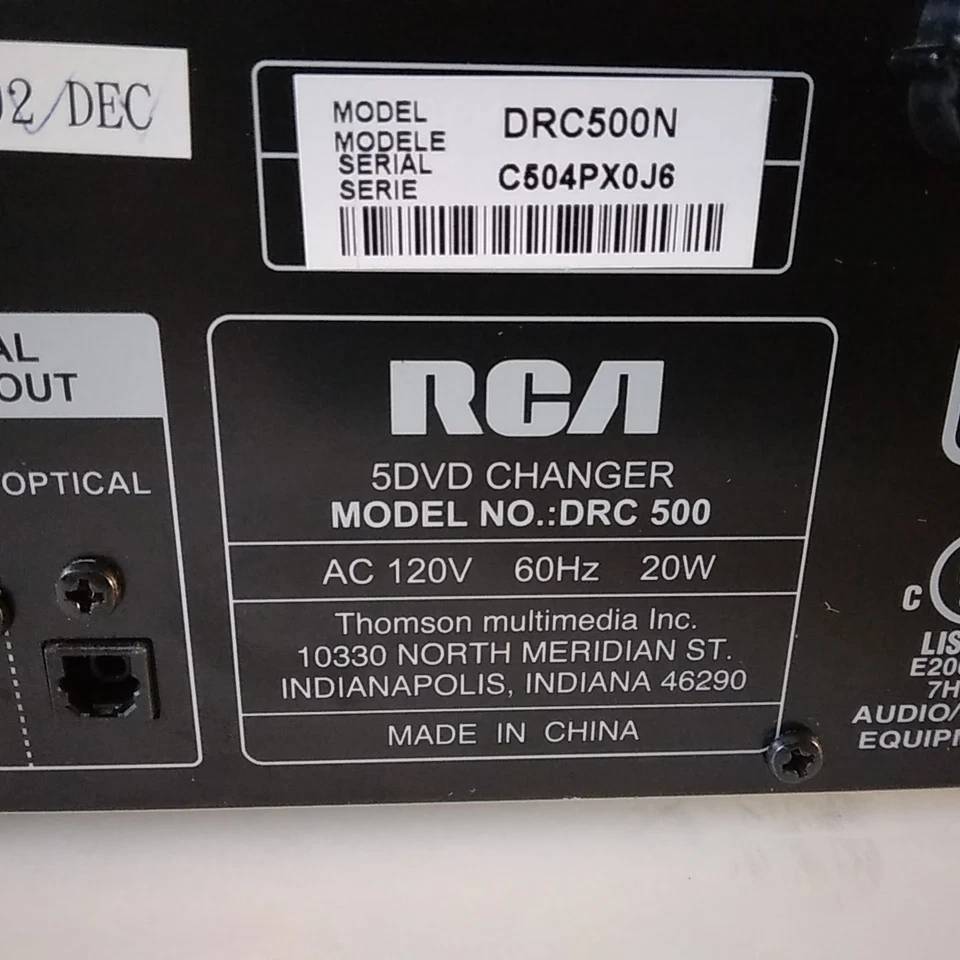 02/DEC
MODEL DRC500N
MODELE
SERIAL C504PX0J6
SERIE
OUT
OPTICAL
RCA
5DVD CHANGER
MODEL NO.:DRC 500
AC 120V 60Hz 20W
Thomson multimedia Inc.
10330 NORTH MERIDIAN ST.
INDIANAPOLIS, INDIANA 46290
MADE IN CHINA
C
AUDIO/